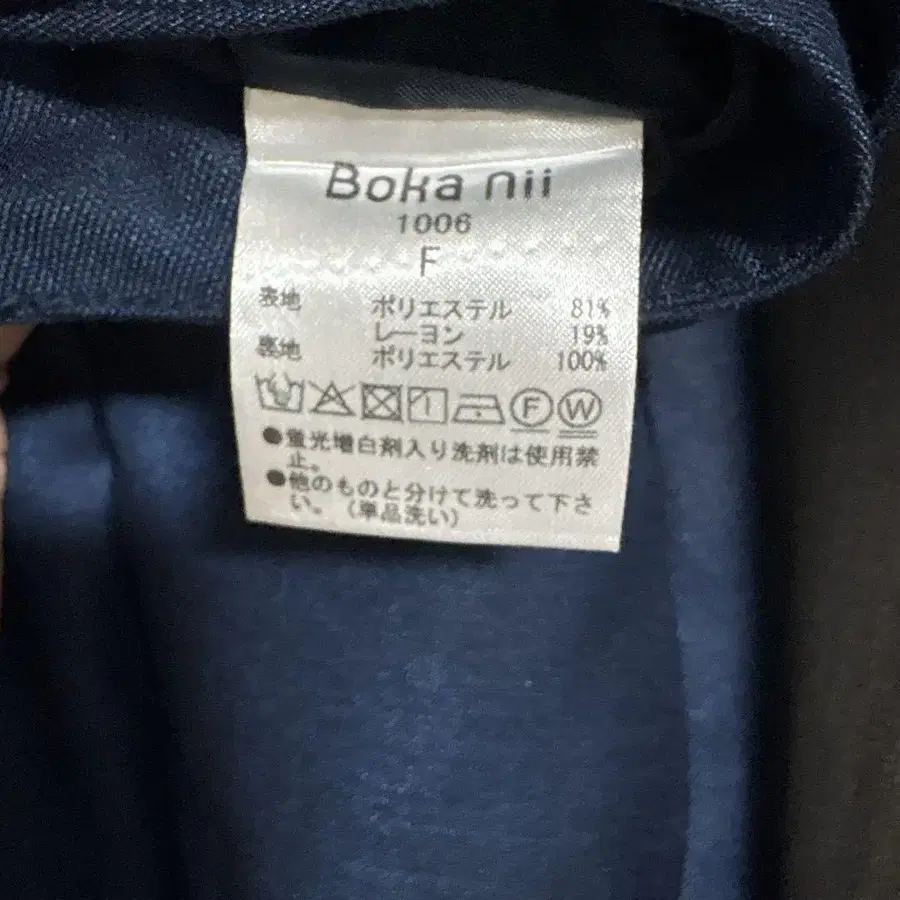 Boka nii
1006
F
表地 ポリエステル 81%
レーヨン 19%
裏地 ポリエステル 100%
F W
●蛍光増白剤入り洗剤は使用禁
止。
●他のものと分けて洗って下さ
い。（単品洗い）